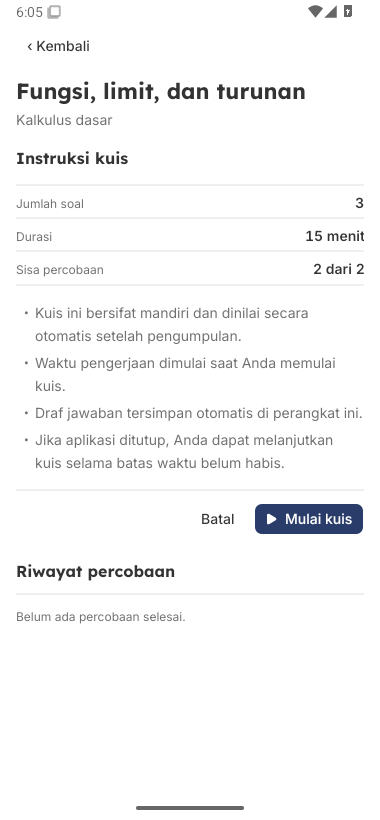 6:05
‹ Kembali
Fungsi, limit, dan turunan
Kalkulus dasar
Instruksi kuis
Jumlah soal 3
Durasi 15 menit
Sisa percobaan 2 dari 2
• Kuis ini bersifat mandiri dan dinilai secara
otomatis setelah pengumpulan.
• Waktu pengerjaan dimulai saat Anda memulai
kuis.
• Draf jawaban tersimpan otomatis di perangkat ini.
• Jika aplikasi ditutup, Anda dapat melanjutkan
kuis selama batas waktu belum habis.
Batal Mulai kuis
Riwayat percobaan
Belum ada percobaan selesai.